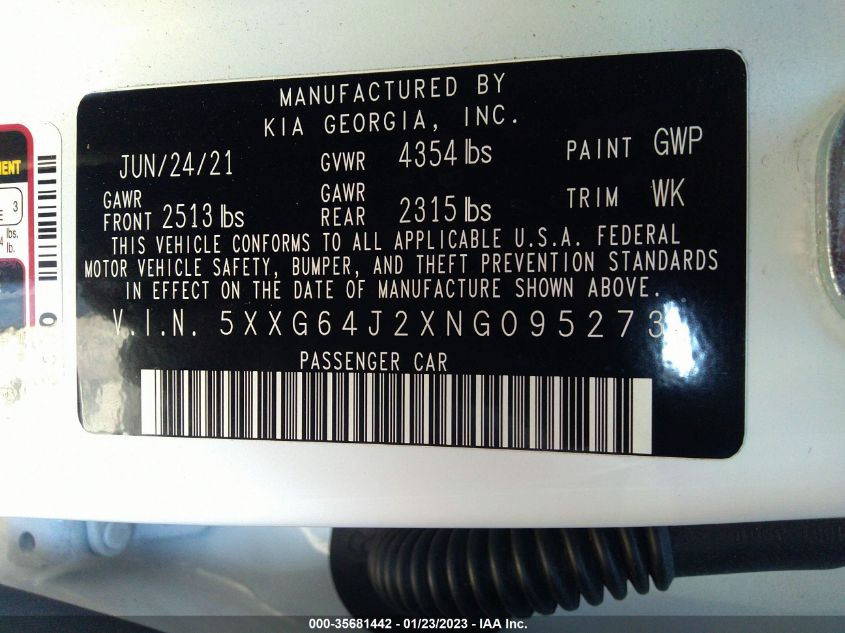 MANUFACTURED BY
KIA GEORGIA, INC.
JUN/24/21 GVWR 4354 lbs PAINT GWP
GAWR FRONT 2513 lbs GAWR REAR 2315 lbs TRIM WK
THIS VEHICLE CONFORMS TO ALL APPLICABLE U.S.A. FEDERAL
MOTOR VEHICLE SAFETY, BUMPER, AND THEFT PREVENTION STANDARDS
IN EFFECT ON THE DATE OF MANUFACTURE SHOWN ABOVE.
V.I.N. 5XXG64J2XNG095273
PASSENGER CAR
3
lbs.
lb.
000-35681442 - 01/23/2023 - IAA Inc.